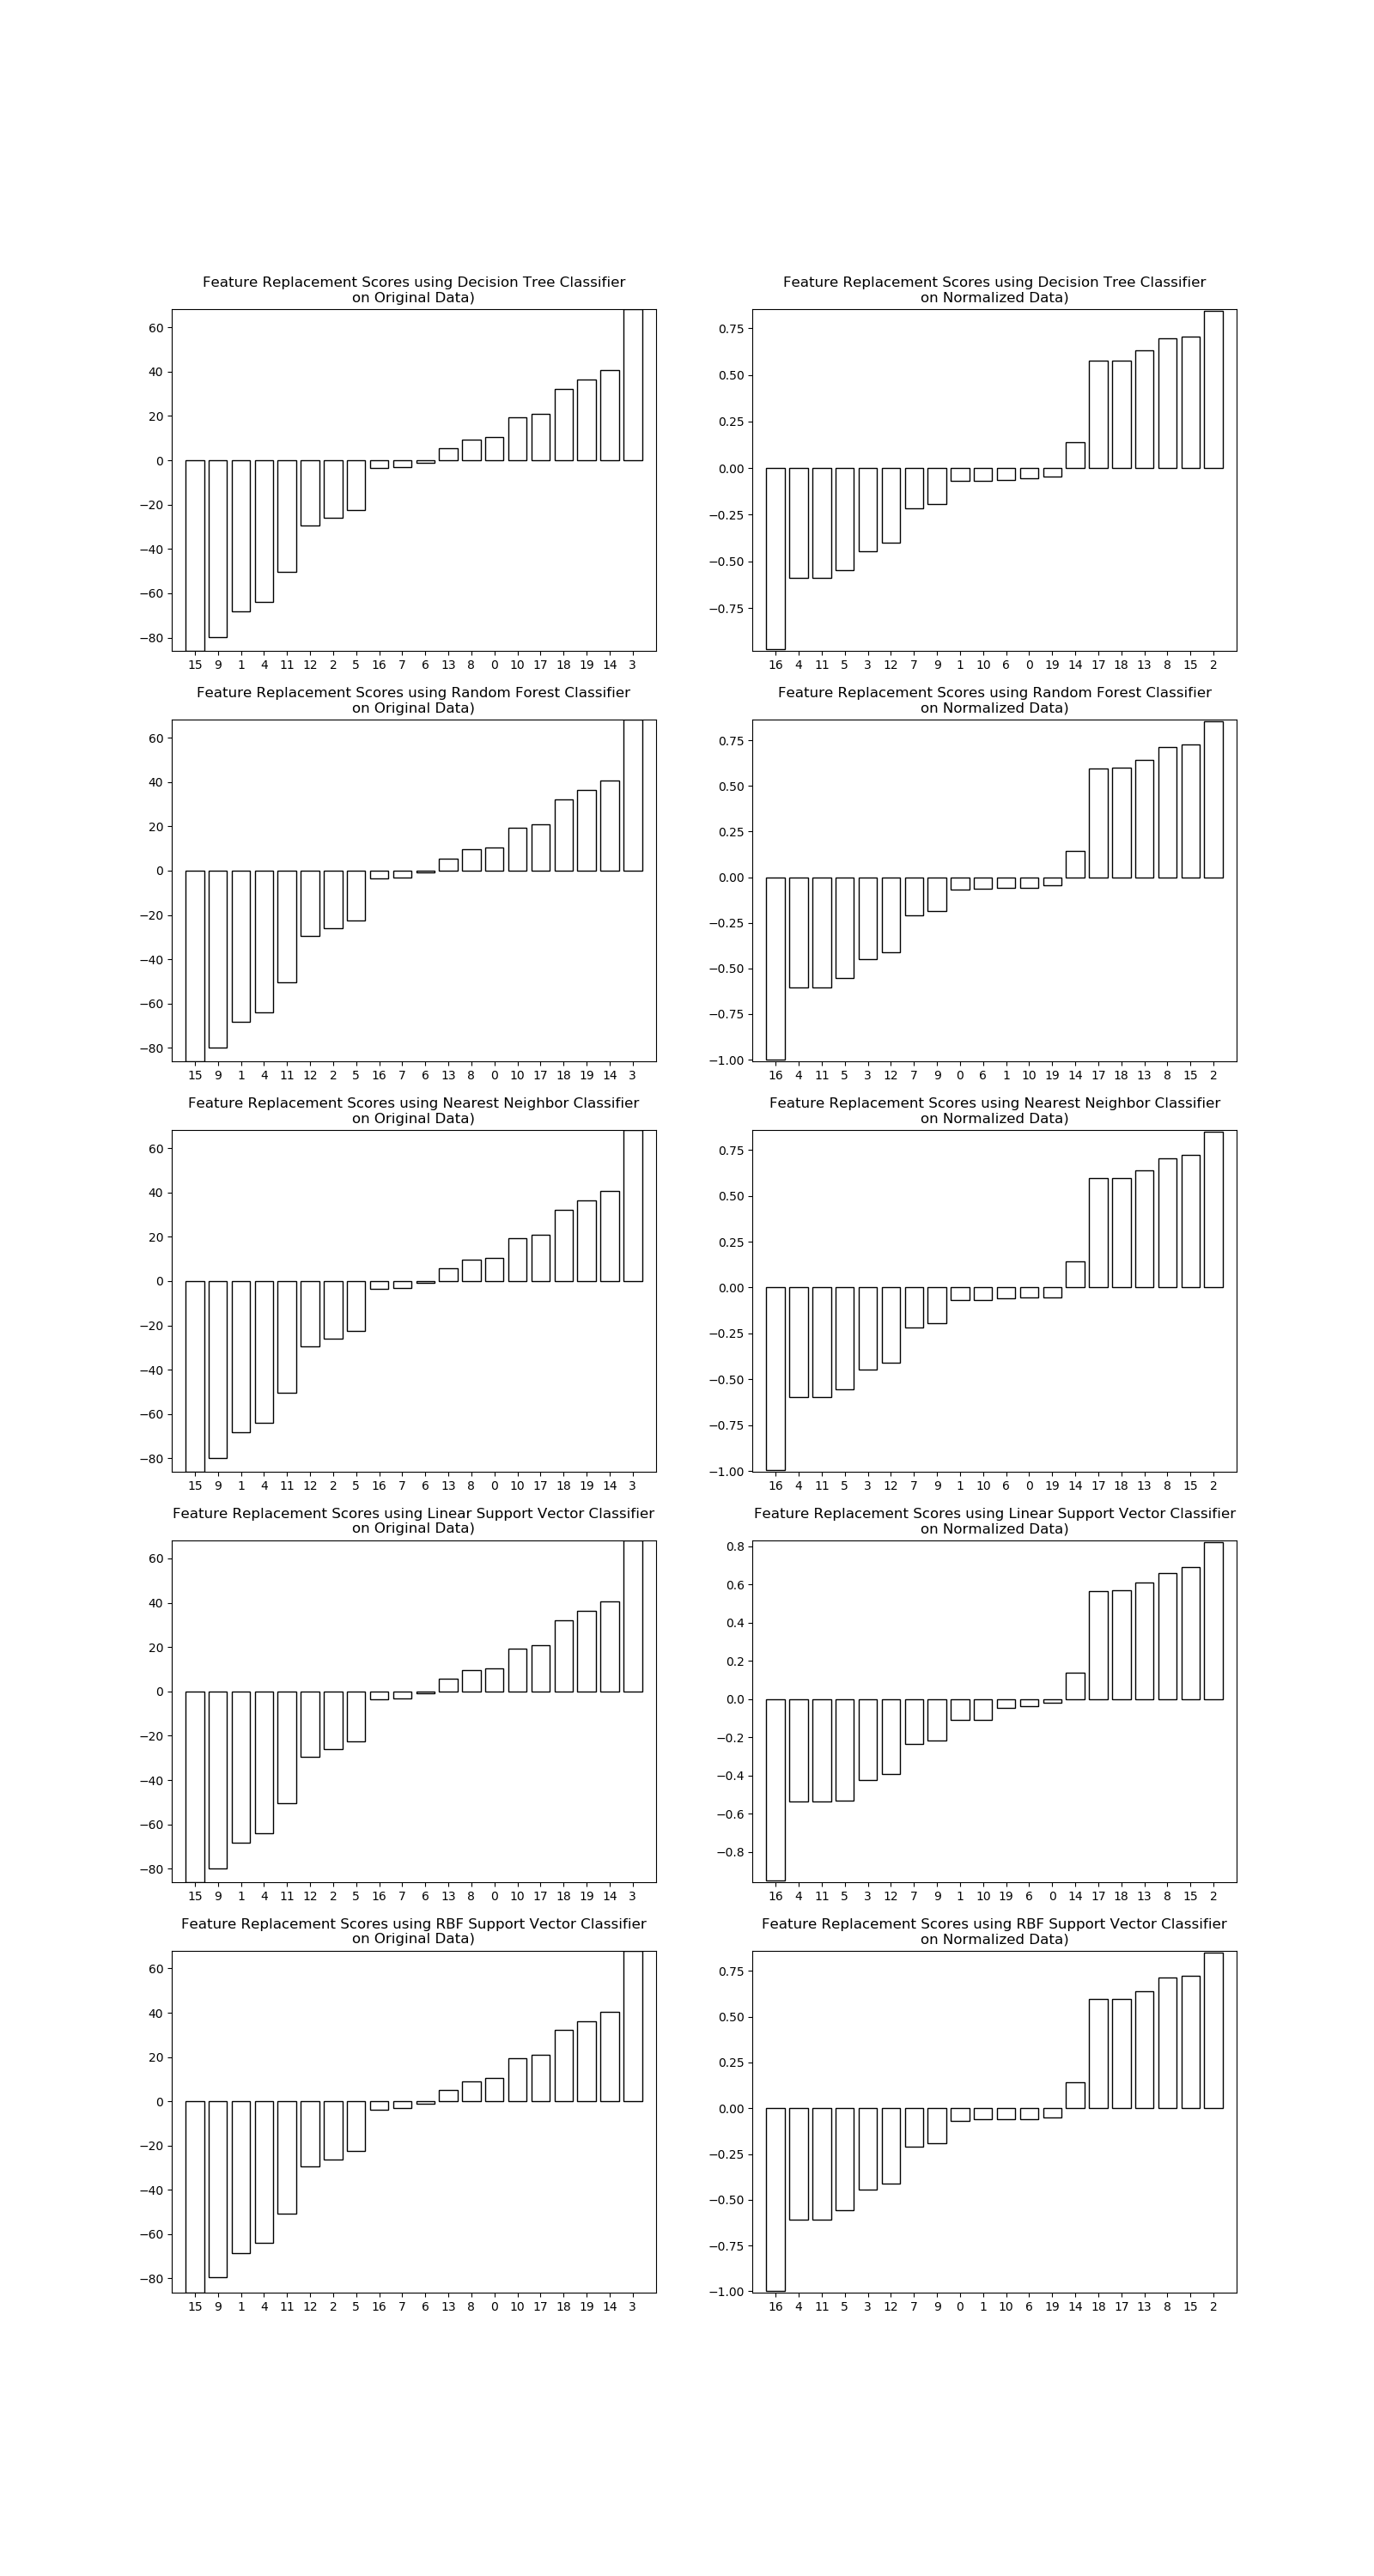 Feature Replacement Scores using Decision Tree Classifier
on Original Data)
60
40
20
0
−20
−40
−60
−80
15 9 1 4 11 12 2 5 16 7 6 13 8 0 10 17 18 19 14 3
Feature Replacement Scores using Decision Tree Classifier
on Normalized Data)
0.75
0.50
0.25
0.00
−0.25
−0.50
−0.75
16 4 11 5 3 12 7 9 1 10 6 0 19 14 17 18 13 8 15 2
Feature Replacement Scores using Random Forest Classifier
on Original Data)
60
40
20
0
−20
−40
−60
−80
15 9 1 4 11 12 2 5 16 7 6 13 8 0 10 17 18 19 14 3
Feature Replacement Scores using Random Forest Classifier
on Normalized Data)
0.75
0.50
0.25
0.00
−0.25
−0.50
−0.75
−1.00
16 4 11 5 3 12 7 9 0 6 1 10 19 14 17 18 13 8 15 2
Feature Replacement Scores using Nearest Neighbor Classifier
on Original Data)
60
40
20
0
−20
−40
−60
−80
15 9 1 4 11 12 2 5 16 7 6 13 8 0 10 17 18 19 14 3
Feature Replacement Scores using Nearest Neighbor Classifier
on Normalized Data)
0.75
0.50
0.25
0.00
−0.25
−0.50
−0.75
−1.00
16 4 11 5 3 12 7 9 1 10 6 0 19 14 17 18 13 8 15 2
Feature Replacement Scores using Linear Support Vector Classifier
on Original Data)
60
40
20
0
−20
−40
−60
−80
15 9 1 4 11 12 2 5 16 7 6 13 8 0 10 17 18 19 14 3
Feature Replacement Scores using Linear Support Vector Classifier
on Normalized Data)
0.8
0.6
0.4
0.2
0.0
−0.2
−0.4
−0.6
−0.8
16 4 11 5 3 12 7 9 1 10 19 6 0 14 17 18 13 8 15 2
Feature Replacement Scores using RBF Support Vector Classifier
on Original Data)
60
40
20
0
−20
−40
−60
−80
15 9 1 4 11 12 2 5 16 7 6 13 8 0 10 17 18 19 14 3
Feature Replacement Scores using RBF Support Vector Classifier
on Normalized Data)
0.75
0.50
0.25
0.00
−0.25
−0.50
−0.75
−1.00
16 4 11 5 3 12 7 9 0 1 10 6 19 14 18 17 13 8 15 2